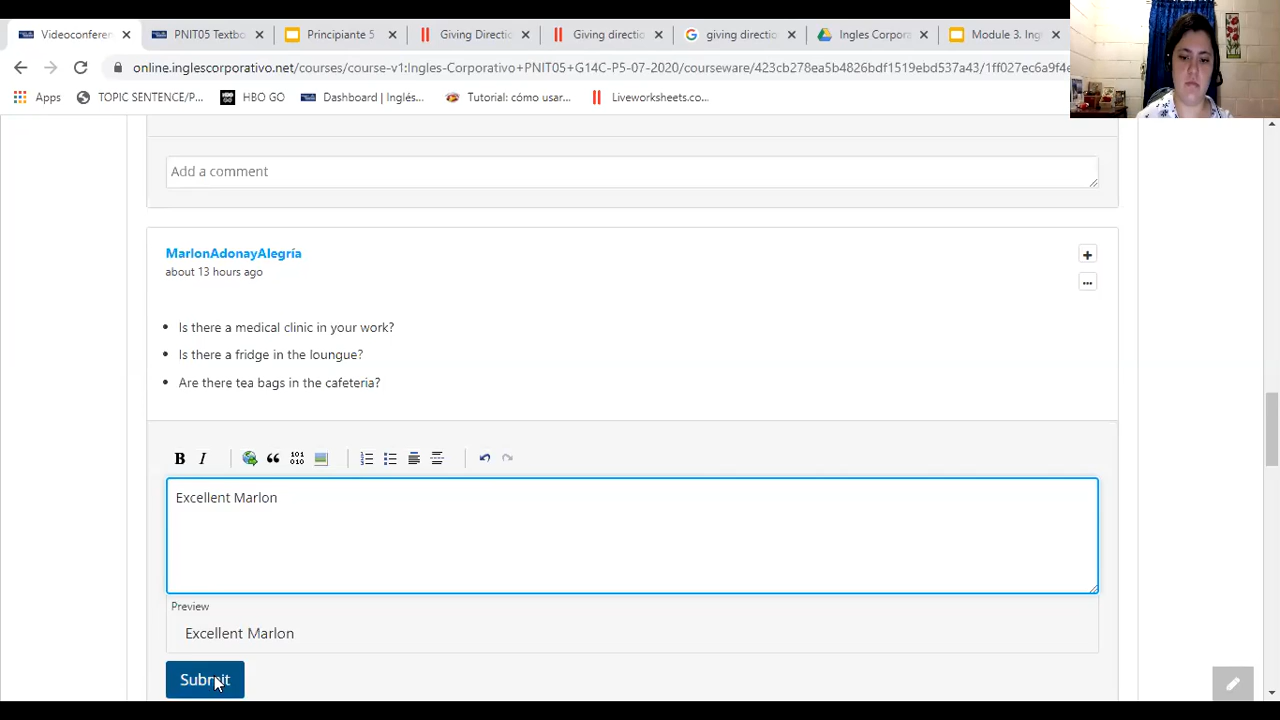 Videoconferen
PNIT05 Textbo
Principiante 5
Giving Directio
Giving directio
giving directio
Ingles Corpora
Module 3. Ing
online.inglescorporativo.net/courses/course-v1:Ingles-Corporativo+PNIT05+G14C-P5-07-2020/courseware/423cb278ea5b4826bdf1519ebd537a43/1ff027ec6a9f4e
Apps
TOPIC SENTENCE/P...
HBO GO
Dashboard | Inglés...
Tutorial: cómo usar...
Liveworksheets.co...
Add a comment
MarlonAdonayAlegría
about 13 hours ago
Is there a medical clinic in your work?
Is there a fridge in the loungue?
Are there tea bags in the cafeteria?
B I
Excellent Marlon
Preview
Excellent Marlon
Submit